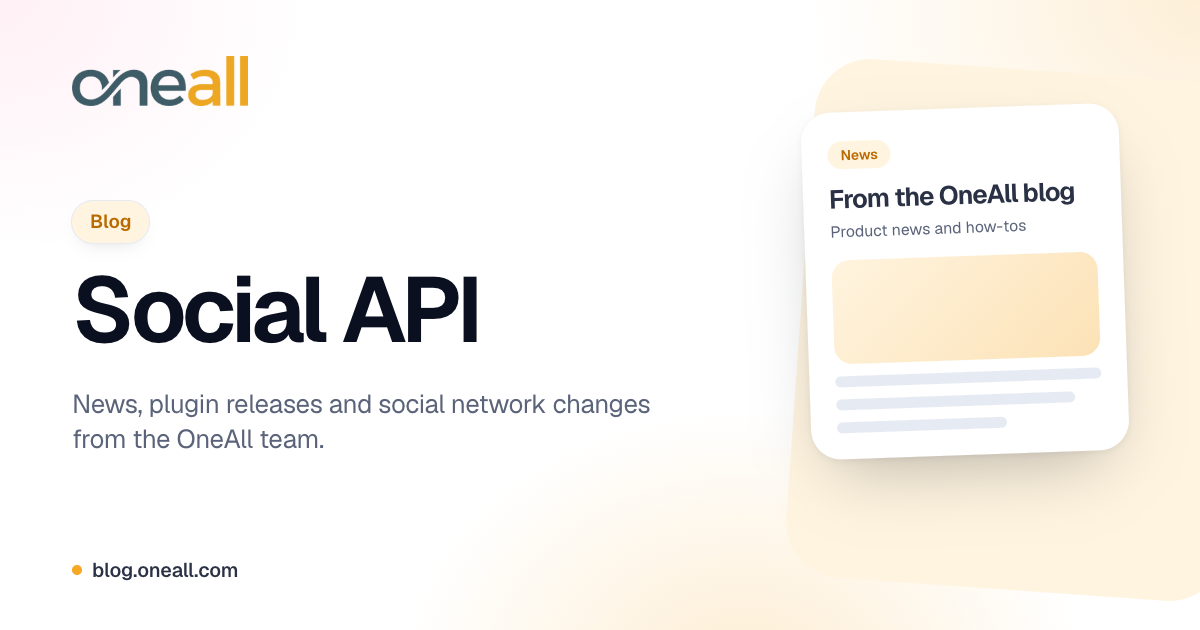 oneall
Blog
Social API
News, plugin releases and social network changes
from the OneAll team.
blog.oneall.com
News
From the OneAll blog
Product news and how-tos